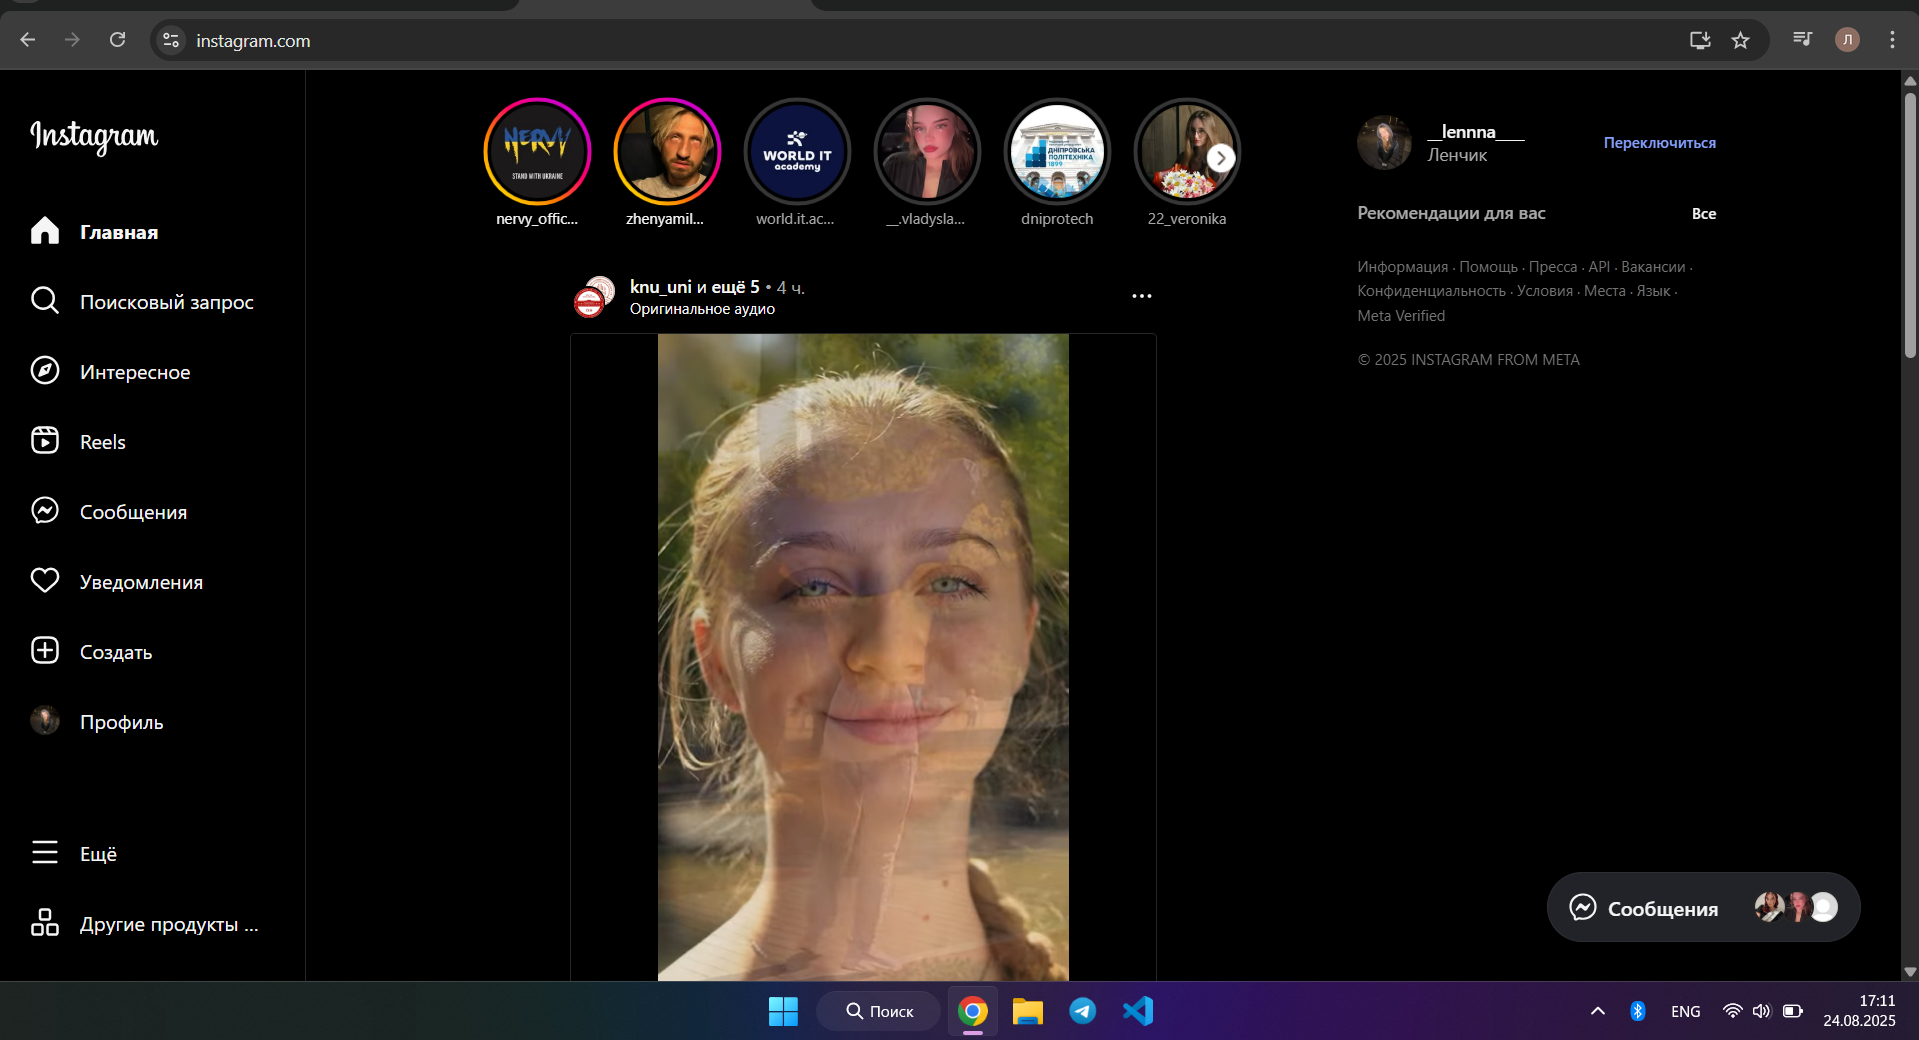 instagram.com
Л
Instagram
Главная
Поисковый запрос
Интересное
Reels
Сообщения
Уведомления
Создать
Профиль
Ещё
Другие продукты ...
NERVY
STAND WITH UKRAINE
WORLD IT
academy
ДНІПРОВСЬКА
ПОЛІТЕХНІКА
1899
nervy_offic...
zhenyamil...
world.it.ac...
__.vladysla...
dniprotech
22_veronika
knu_uni и ещё 5 • 4 ч.
Оригинальное аудио
__lennna____
Ленчик
Переключиться
Рекомендации для вас
Все
Информация · Помощь · Пресса · API · Вакансии ·
Конфиденциальность · Условия · Места · Язык ·
Meta Verified
© 2025 INSTAGRAM FROM META
Сообщения
Поиск
ENG
17:11
24.08.2025